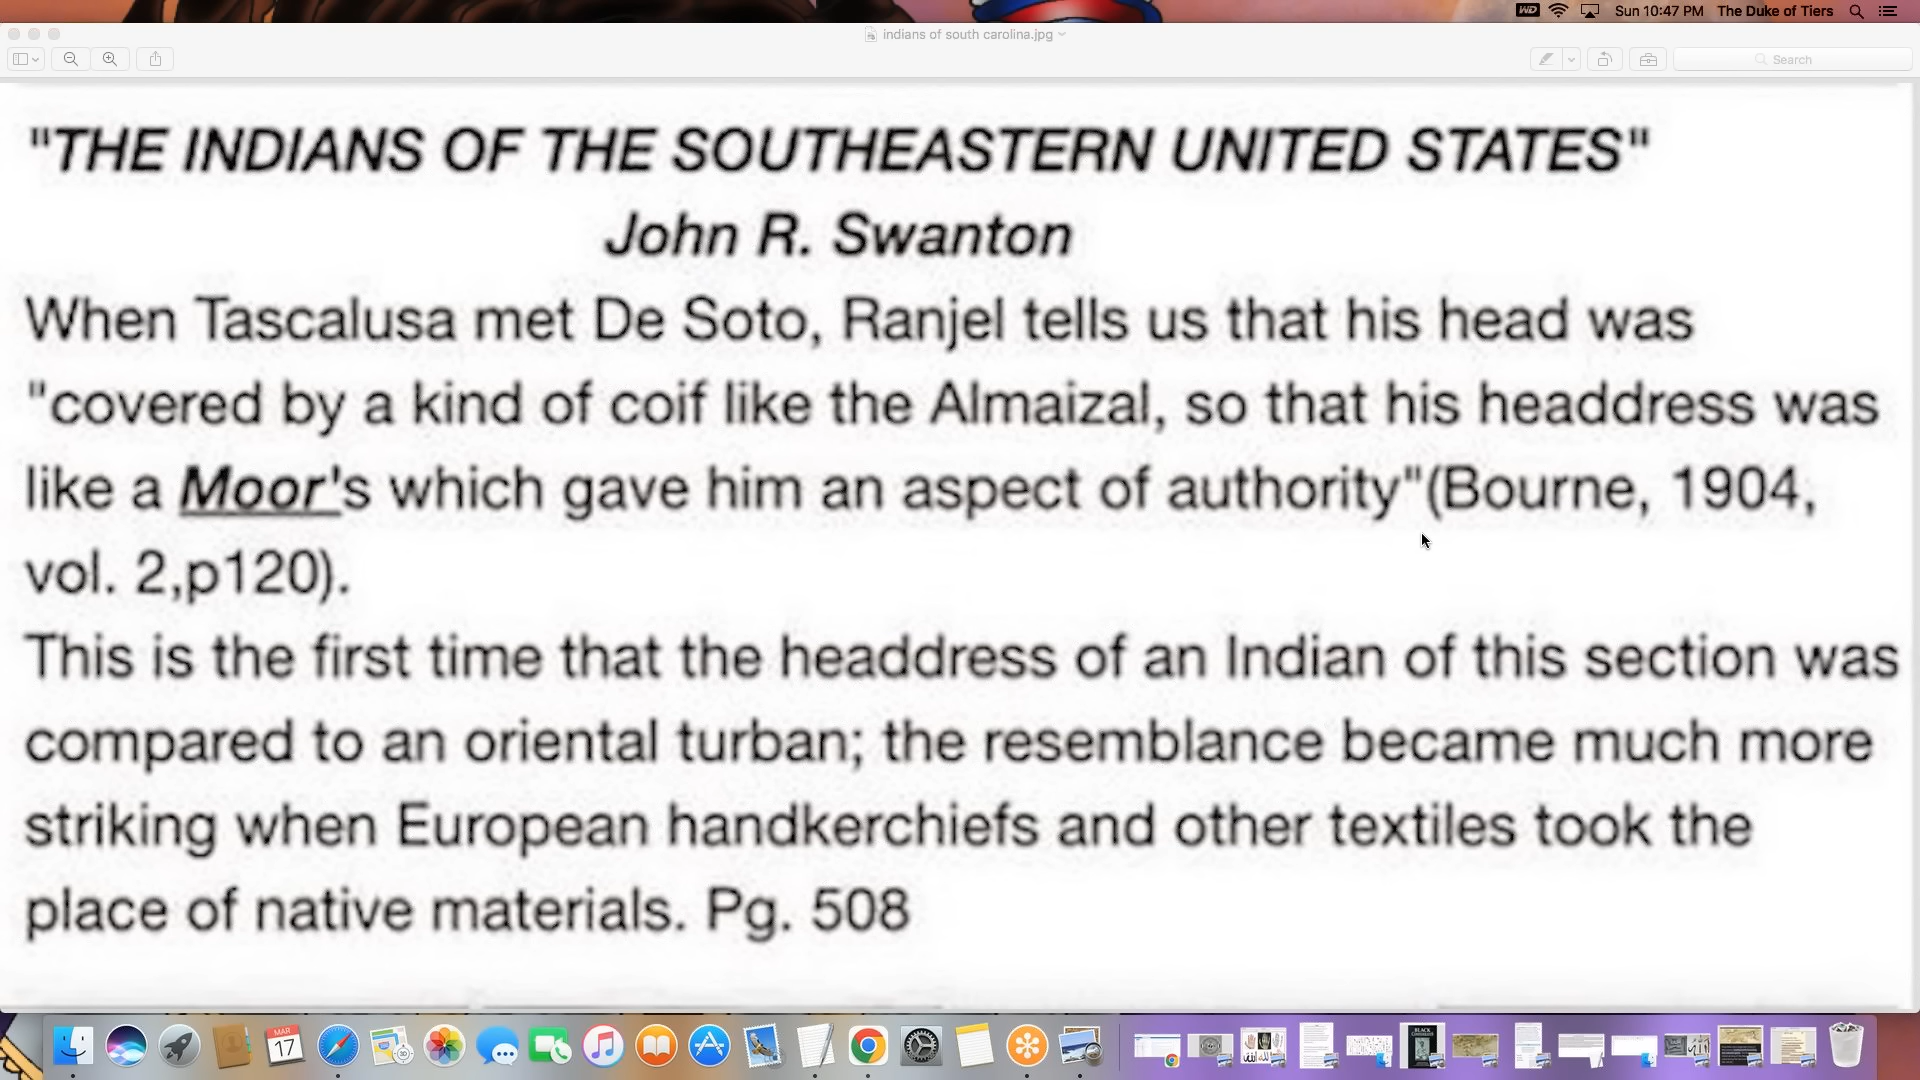 Sun 10:47 PM The Duke of Tiers
indians of south carolina.jpg
Search
"THE INDIANS OF THE SOUTHEASTERN UNITED STATES"
John R. Swanton
When Tascalusa met De Soto, Ranjel tells us that his head was
"covered by a kind of coif like the Almaizal, so that his headdress was
like a Moor's which gave him an aspect of authority"(Bourne, 1904,
vol. 2,p120).
This is the first time that the headdress of an Indian of this section was
compared to an oriental turban; the resemblance became much more
striking when European handkerchiefs and other textiles took the
place of native materials. Pg. 508
MAR
17